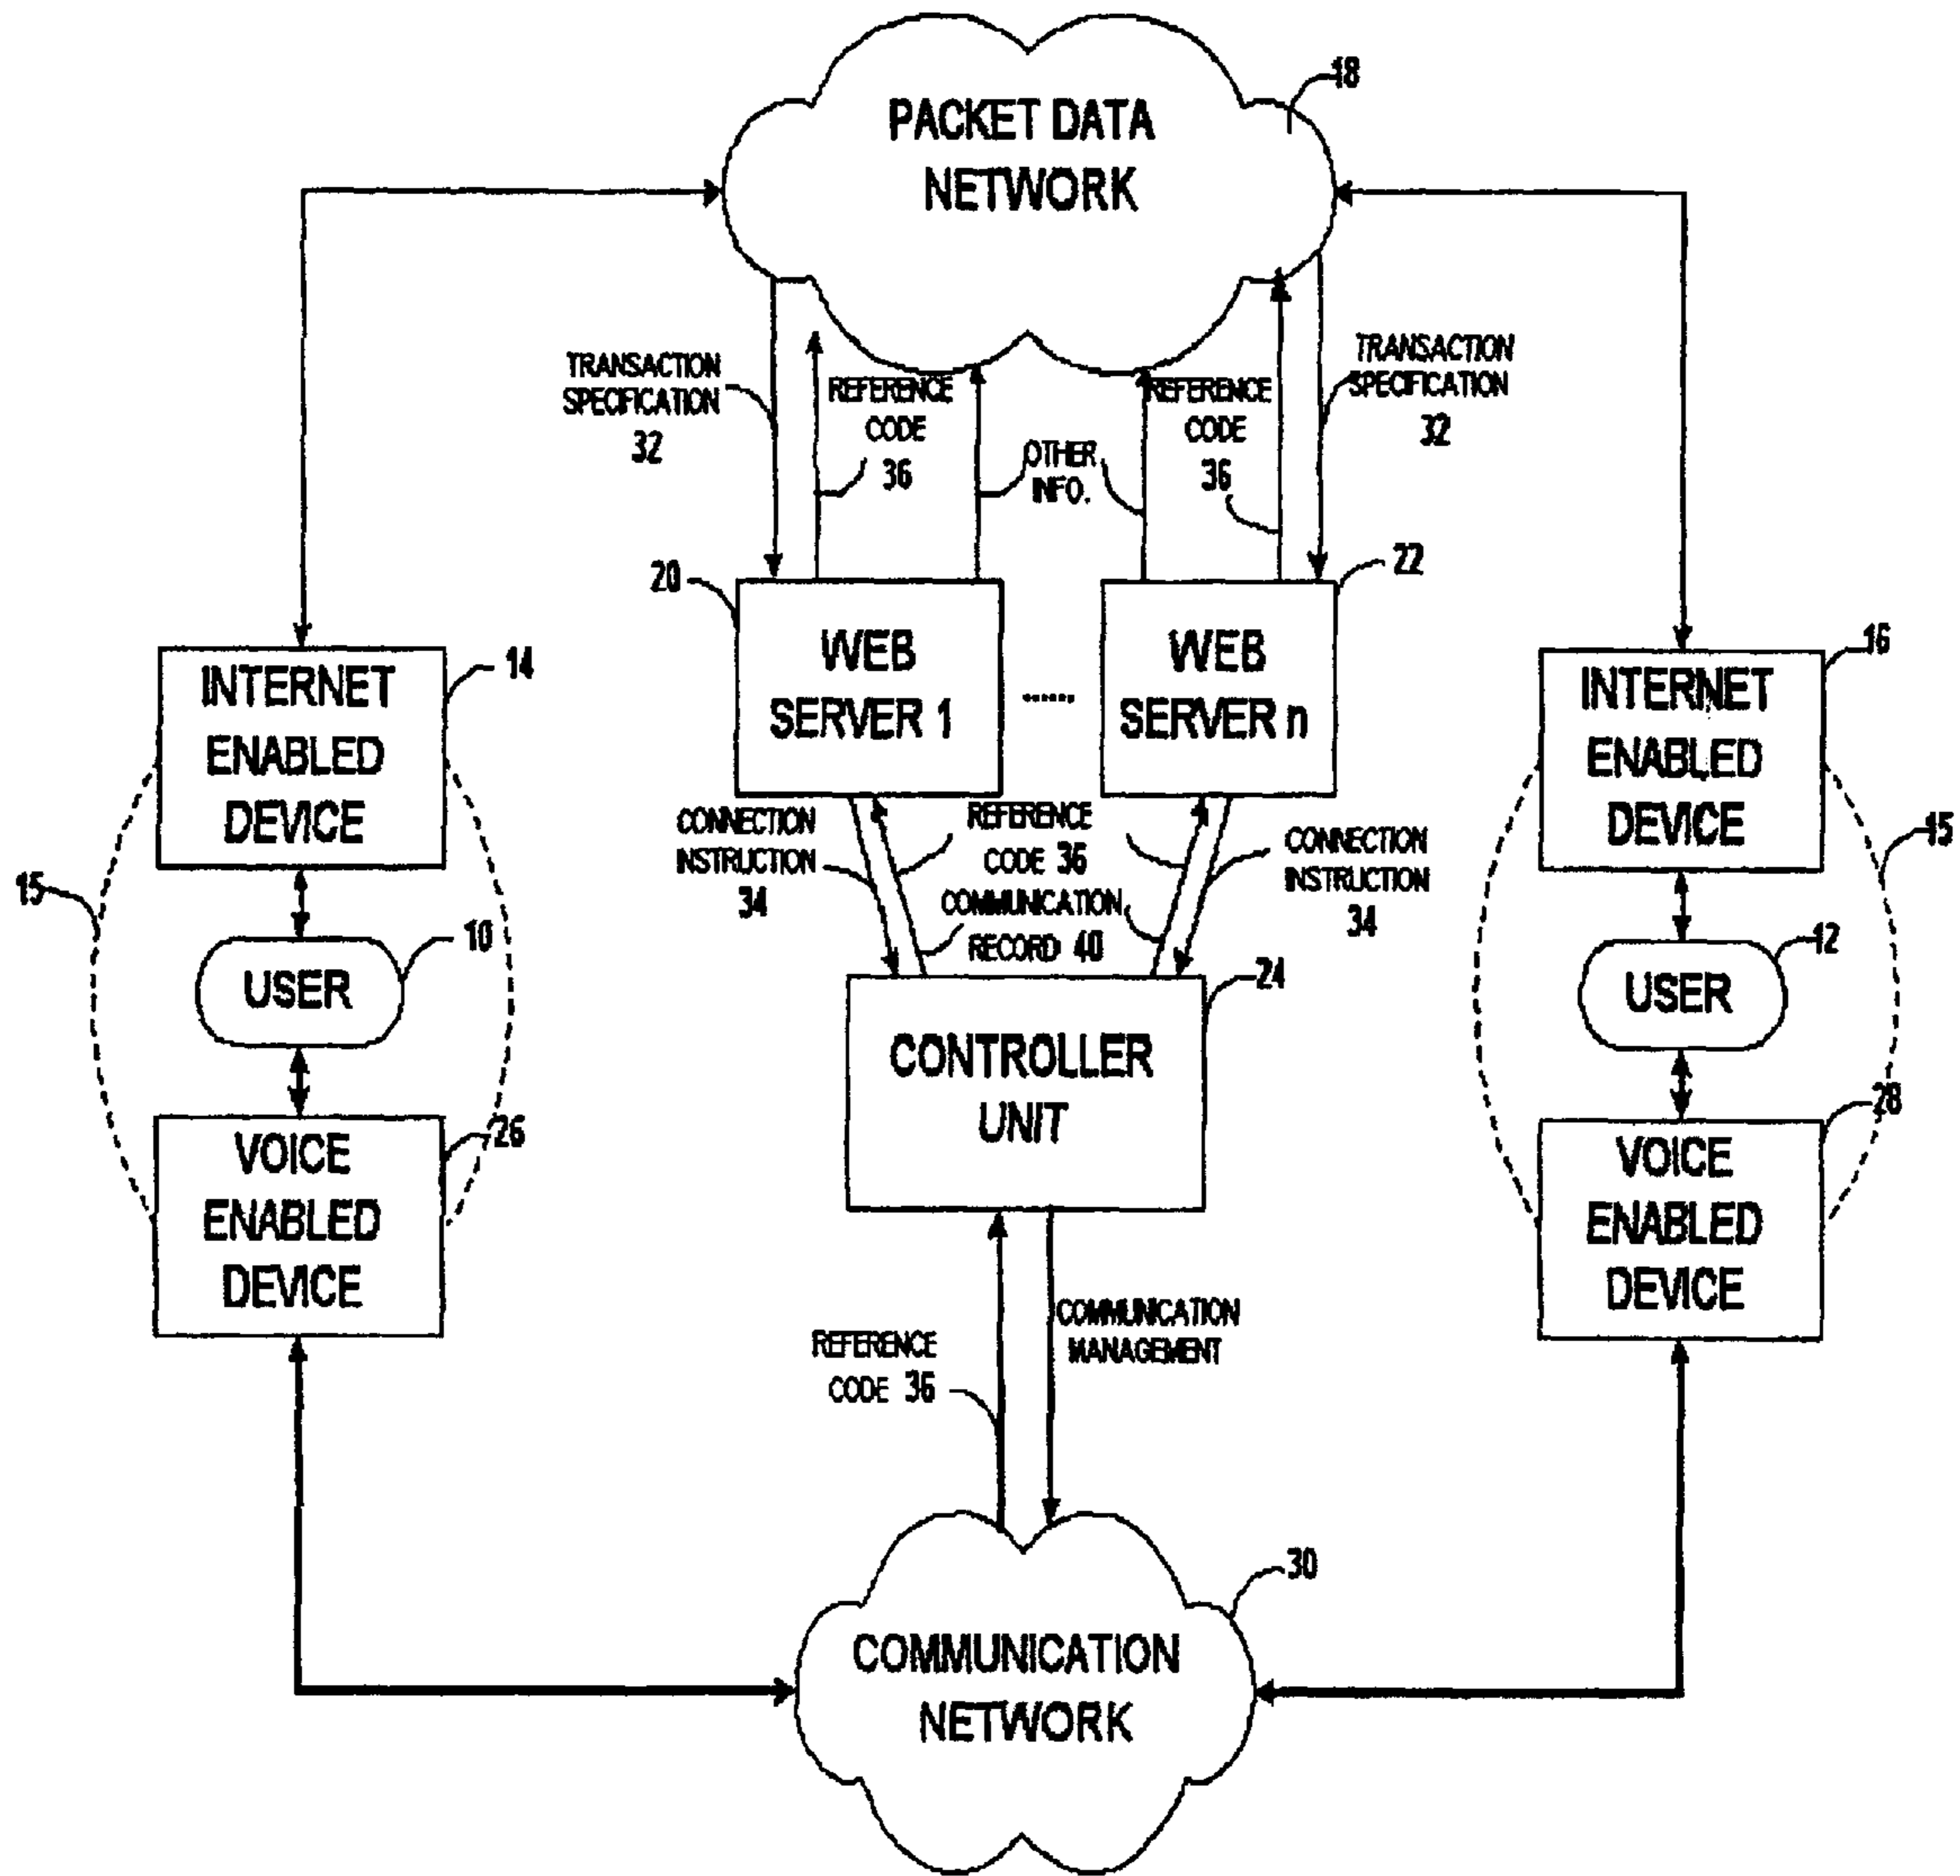 PACKET DATA
NETWORK
18
TRANSACTION
SPECIFICATION
32
REFERENCE
CODE
36
OTHER
INFO.
REFERENCE
CODE
36
TRANSACTION
SPECIFICATION
32
20
WEB
SERVER 1
......
22
WEB
SERVER n
14
INTERNET
ENABLED
DEVICE
16
INTERNET
ENABLED
DEVICE
CONNECTION
INSTRUCTION
34
REFERENCE
CODE 36
CONNECTION
INSTRUCTION
34
COMMUNICATION
RECORD 40
15
15
10
USER
12
USER
24
CONTROLLER
UNIT
26
VOICE
ENABLED
DEVICE
28
VOICE
ENABLED
DEVICE
REFERENCE
CODE 36
COMMUNICATION
MANAGEMENT
30
COMMUNICATION
NETWORK